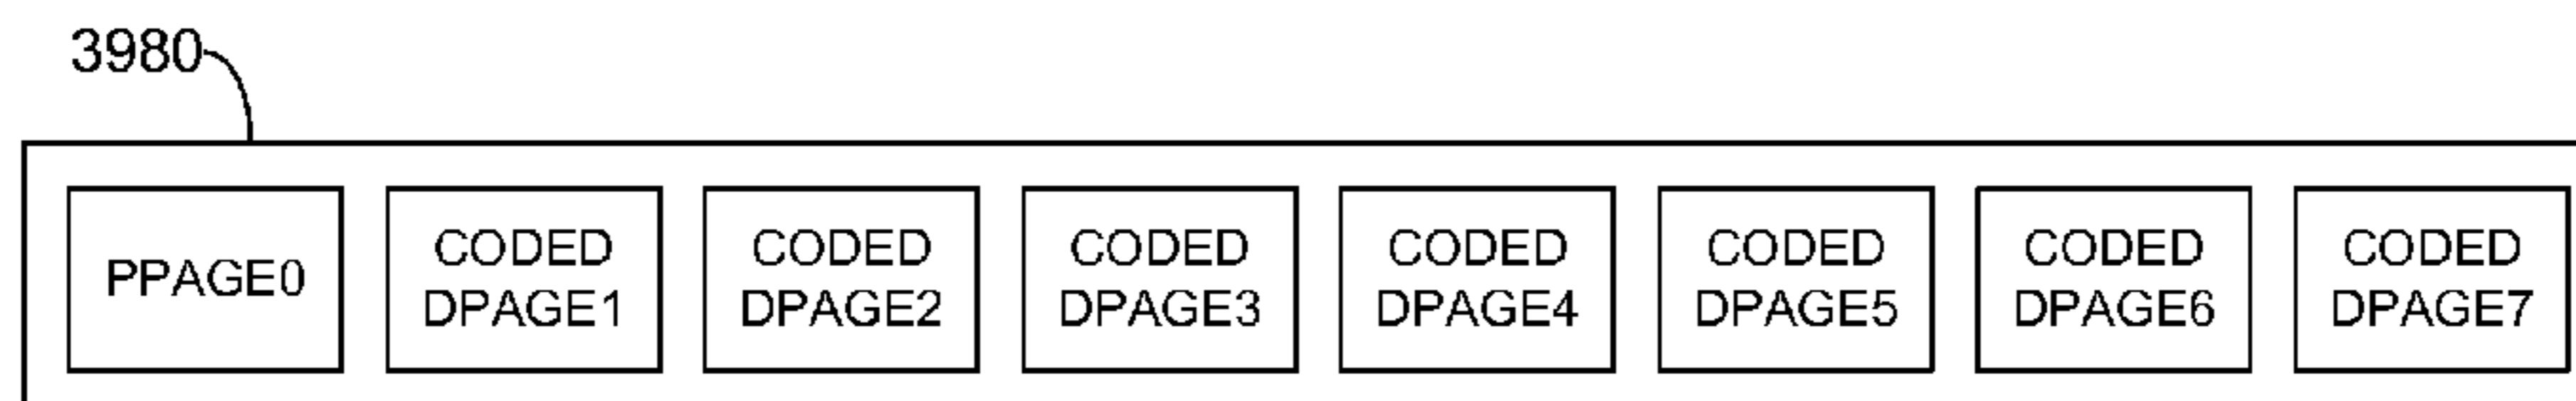 3980
PPAGE0
CODED
DPAGE1
CODED
DPAGE2
CODED
DPAGE3
CODED
DPAGE4
CODED
DPAGE5
CODED
DPAGE6
CODED
DPAGE7